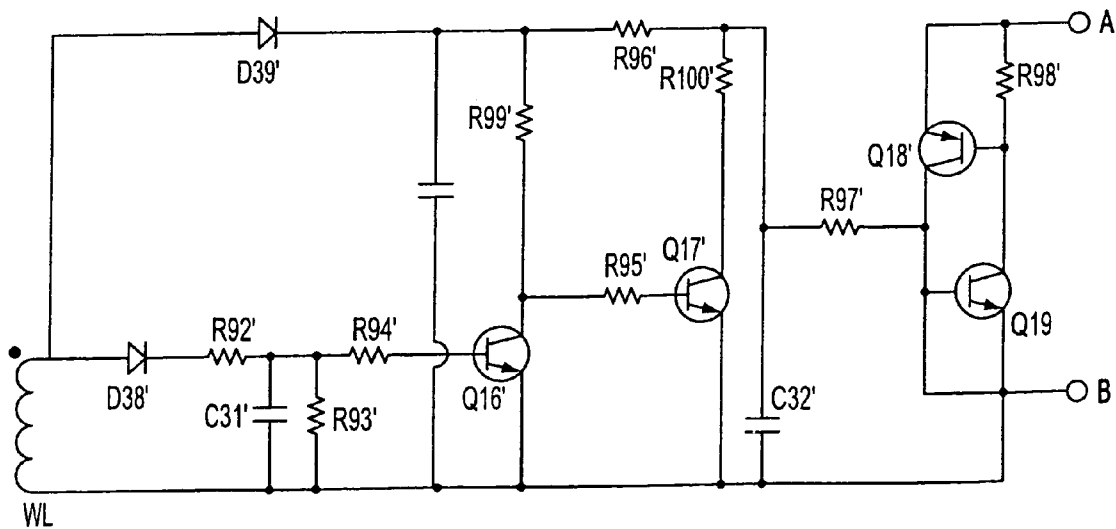 A
D39'
R96'
R100'
R98'
R99'
Q18'
R97'
Q17'
R95'
Q19
R92'
R94'
D38'
C31'
R93'
Q16'
C32'
B
WL